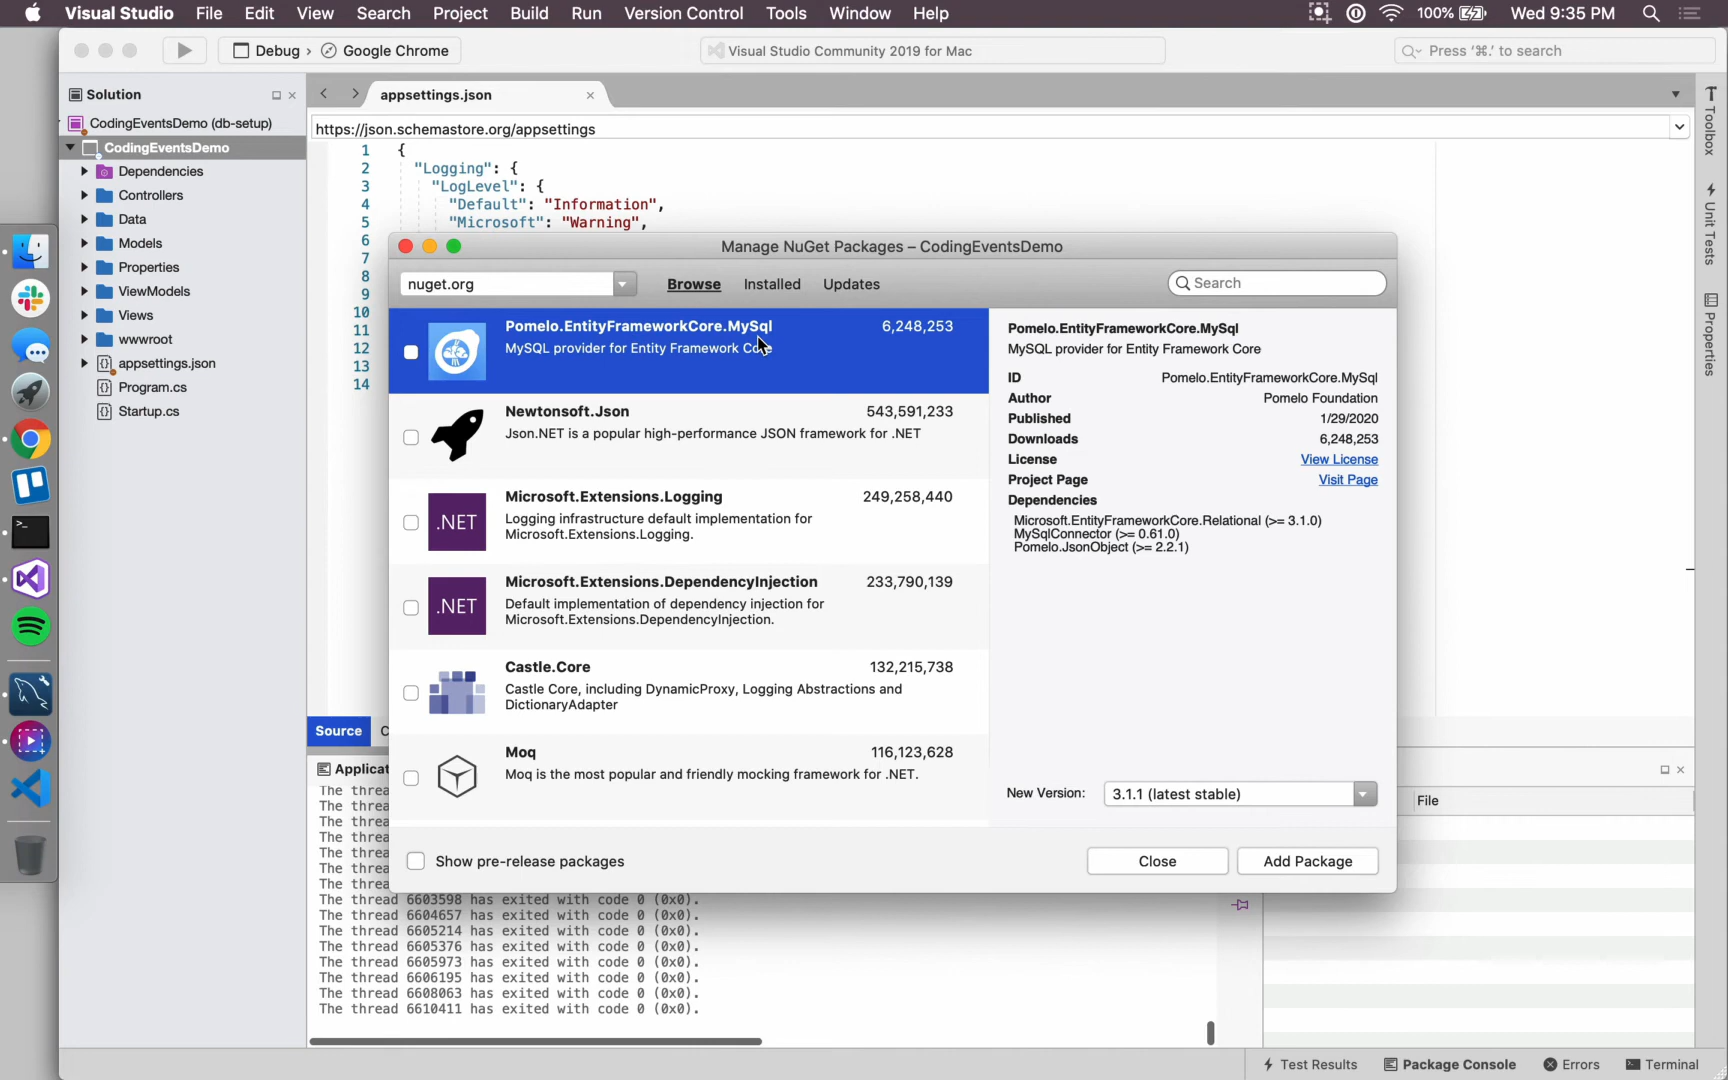 Visual Studio File Edit View Search Project Build Run Version Control Tools Window Help 100% Wed 9:35 PM
Debug › Google Chrome
Visual Studio Community 2019 for Mac
Press ‘⌘.’ to search
Solution
appsettings.json
CodingEventsDemo (db-setup)
CodingEventsDemo
Dependencies
Controllers
Data
Models
Properties
ViewModels
Views
wwwroot
appsettings.json
Program.cs
Startup.cs
https://json.schemastore.org/appsettings
1 {
2 "Logging": {
3 "LogLevel": {
4 "Default": "Information",
5 "Microsoft": "Warning",
6
7
8
9
10
11
12
13
14
Toolbox
Unit Tests
Properties
Manage NuGet Packages – CodingEventsDemo
nuget.org
Browse Installed Updates
Search
Pomelo.EntityFrameworkCore.MySql 6,248,253
MySQL provider for Entity Framework Core
Newtonsoft.Json 543,591,233
Json.NET is a popular high-performance JSON framework for .NET
.NET
Microsoft.Extensions.Logging 249,258,440
Logging infrastructure default implementation for
Microsoft.Extensions.Logging.
.NET
Microsoft.Extensions.DependencyInjection 233,790,139
Default implementation of dependency injection for
Microsoft.Extensions.DependencyInjection.
Castle.Core 132,215,738
Castle Core, including DynamicProxy, Logging Abstractions and
DictionaryAdapter
Moq 116,123,628
Moq is the most popular and friendly mocking framework for .NET.
Pomelo.EntityFrameworkCore.MySql
MySQL provider for Entity Framework Core
ID Pomelo.EntityFrameworkCore.MySql
Author Pomelo Foundation
Published 1/29/2020
Downloads 6,248,253
License View License
Project Page Visit Page
Dependencies
Microsoft.EntityFrameworkCore.Relational (>= 3.1.0)
MySqlConnector (>= 0.61.0)
Pomelo.JsonObject (>= 2.2.1)
New Version: 3.1.1 (latest stable)
Show pre-release packages
Close
Add Package
Source C
Applicat
File
The threa
The threa
The threa
The threa
The threa
The threa
The threa
The thread 6603598 has exited with code 0 (0x0).
The thread 6604657 has exited with code 0 (0x0).
The thread 6605214 has exited with code 0 (0x0).
The thread 6605376 has exited with code 0 (0x0).
The thread 6605973 has exited with code 0 (0x0).
The thread 6606195 has exited with code 0 (0x0).
The thread 6608063 has exited with code 0 (0x0).
The thread 6610411 has exited with code 0 (0x0).
Test Results Package Console Errors Terminal